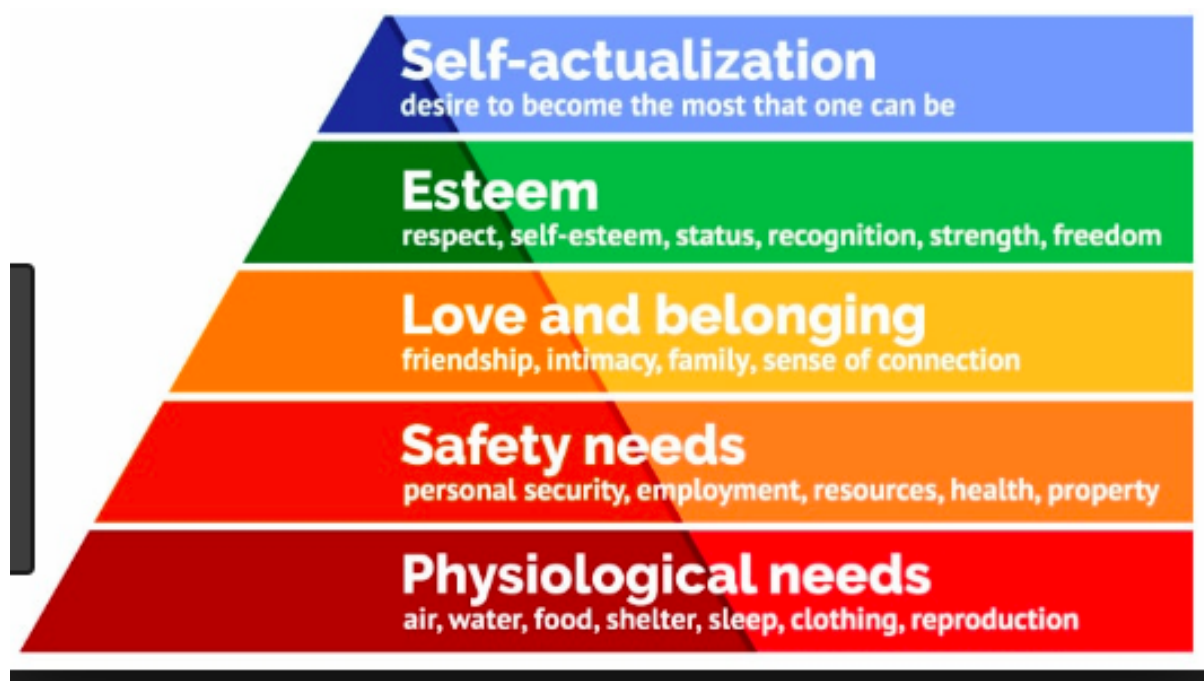 Self-actualization
desire to become the most that one can be
Esteem
respect, self-esteem, status, recognition, strength, freedom
Love and belonging
friendship, intimacy, family, sense of connection
Safety needs
personal security, employment, resources, health, property
Physiological needs
air, water, food, shelter, sleep, clothing, reproduction